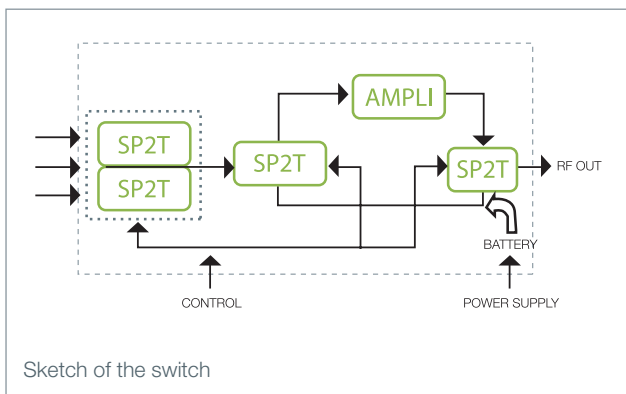 AMPLI
SP2T
SP2T
SP2T
SP2T
RF OUT
BATTERY
CONTROL
POWER SUPPLY
Sketch of the switch